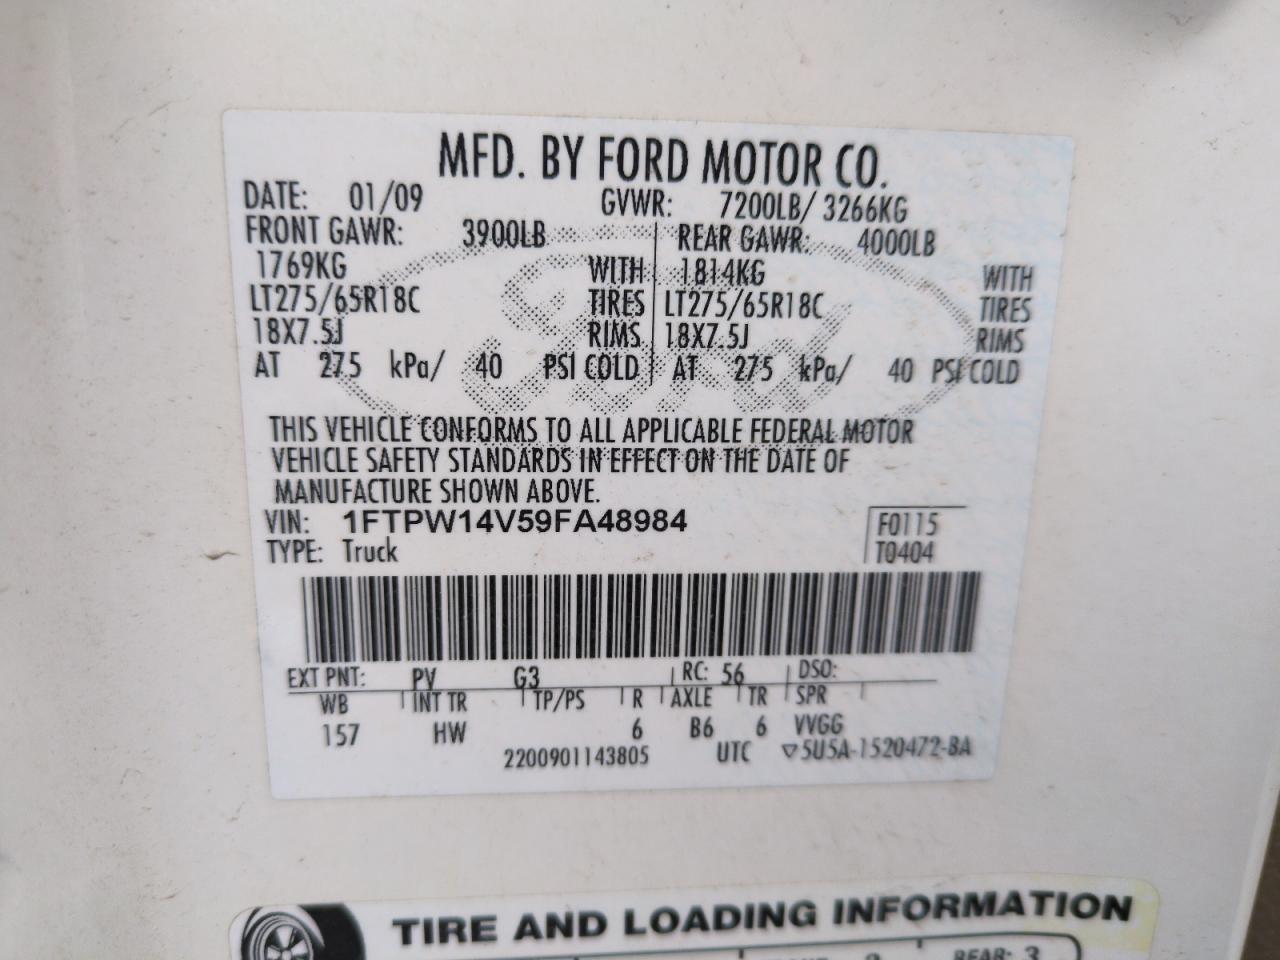 MFD. BY FORD MOTOR CO.
DATE: 01/09 GVWR: 7200LB/ 3266KG
FRONT GAWR: 3900LB REAR GAWR: 4000LB
1769KG WITH 1814KG WITH
LT275/65R18C TIRES LT275/65R18C TIRES
18X7.5J RIMS 18X7.5J RIMS
AT 275 kPa/ 40 PSI COLD AT 275 kPa/ 40 PSI COLD
Ford
THIS VEHICLE CONFORMS TO ALL APPLICABLE FEDERAL MOTOR
VEHICLE SAFETY STANDARDS IN EFFECT ON THE DATE OF
MANUFACTURE SHOWN ABOVE.
VIN: 1FTPW14V59FA48984 F0115
TYPE: Truck T0404
EXT PNT: PV G3 RC: 56 DSO:
WB INT TR TP/PS R AXLE TR SPR
157 HW 6 B6 6 VVGG
2200901143805 UTC ▽5U5A-1520472-BA
TIRE AND LOADING INFORMATION
REAR: 3